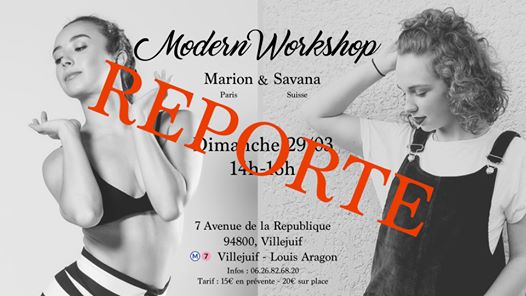 Modern Workshop
Marion & Savana
Paris Suisse
REPORTE
Dimanche 29/03
14h-16h
7 Avenue de la Republique
94800, Villejuif
M 7 Villejuif - Louis Aragon
Infos : 06.26.82.68.20
Tarif : 15€ en prévente - 20€ sur place